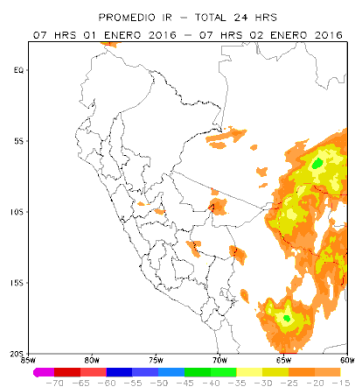 PROMEDIO IR - TOTAL 24 HRS
07 HRS 01 ENERO 2016 - 07 HRS 02 ENERO 2016
EQ
5S
10S
15S
20S
85W 80W 75W 70W 65W 60W
-70 -65 -60 -55 -50 -45 -40 -35 -30 -25 -20 -15